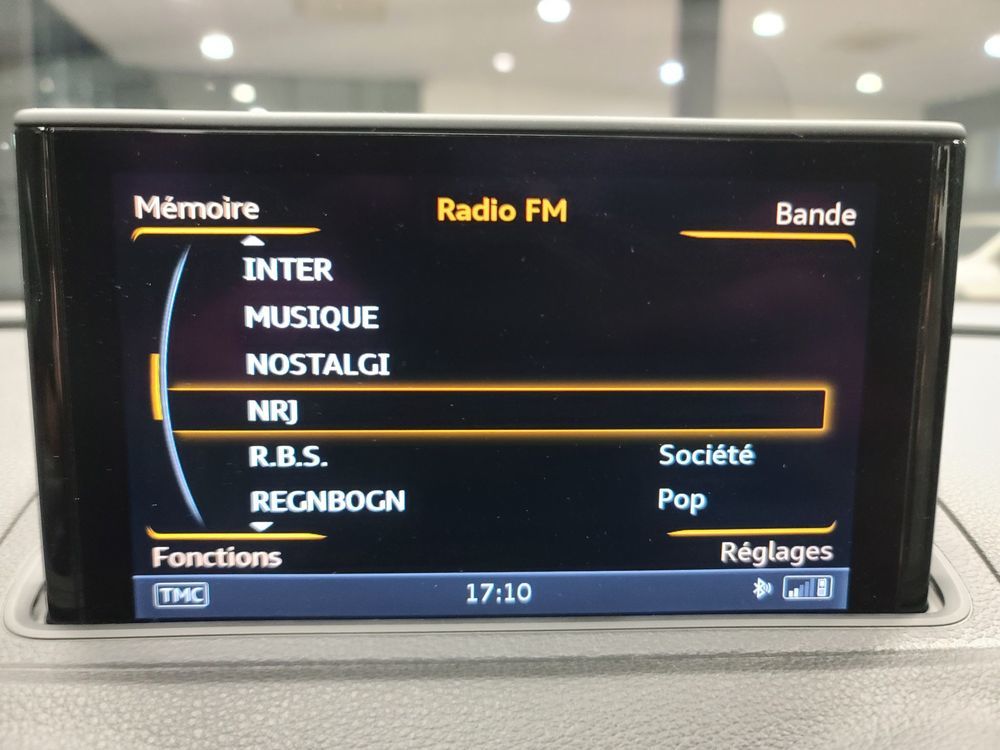 Mémoire
Radio FM
Bande
INTER
MUSIQUE
NOSTALGI
NRJ
R.B.S. Société
REGNBOGN Pop
Fonctions
Réglages
TMC
17:10